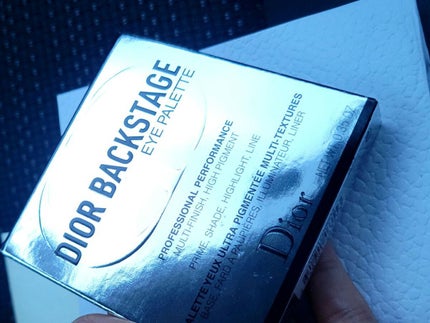 DIOR BACKSTAGE
EYE PALETTE
PROFESSIONAL PERFORMANCE
MULTI-FINISH, HIGH PIGMENT
PRIME, SHADE, HIGHLIGHT, LINE
PALETTE YEUX ULTRA PIGMENTÉE MULTI-TEXTURES
BASE, FARD À PAUPIÈRES, ILLUMINATEUR, LINER
Dior